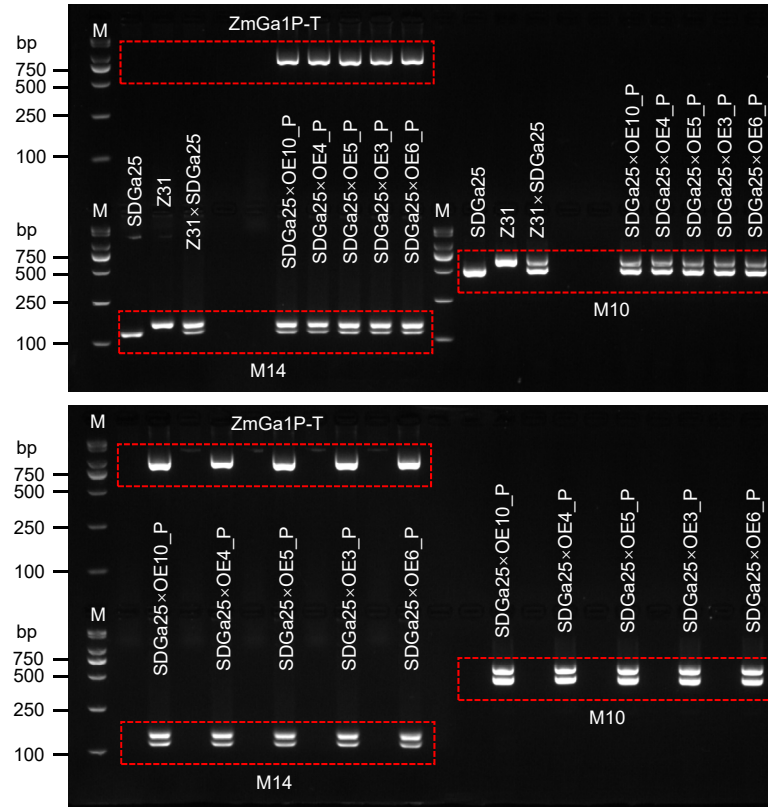 ZmGa1P-T
M
bp
750
500
250
100
SDGa25
Z31
Z31×SDGa25
SDGa25×OE10_P
SDGa25×OE4_P
SDGa25×OE5_P
SDGa25×OE3_P
SDGa25×OE6_P
SDGa25
Z31
Z31×SDGa25
SDGa25×OE10_P
SDGa25×OE4_P
SDGa25×OE5_P
SDGa25×OE3_P
SDGa25×OE6_P
M
M
bp
750
500
250
100
M10
M14
ZmGa1P-T
M
bp
750
500
250
100
SDGa25×OE10_P
SDGa25×OE4_P
SDGa25×OE5_P
SDGa25×OE3_P
SDGa25×OE6_P
SDGa25×OE10_P
SDGa25×OE4_P
SDGa25×OE5_P
SDGa25×OE3_P
SDGa25×OE6_P
M
bp
750
500
250
100
M10
M14